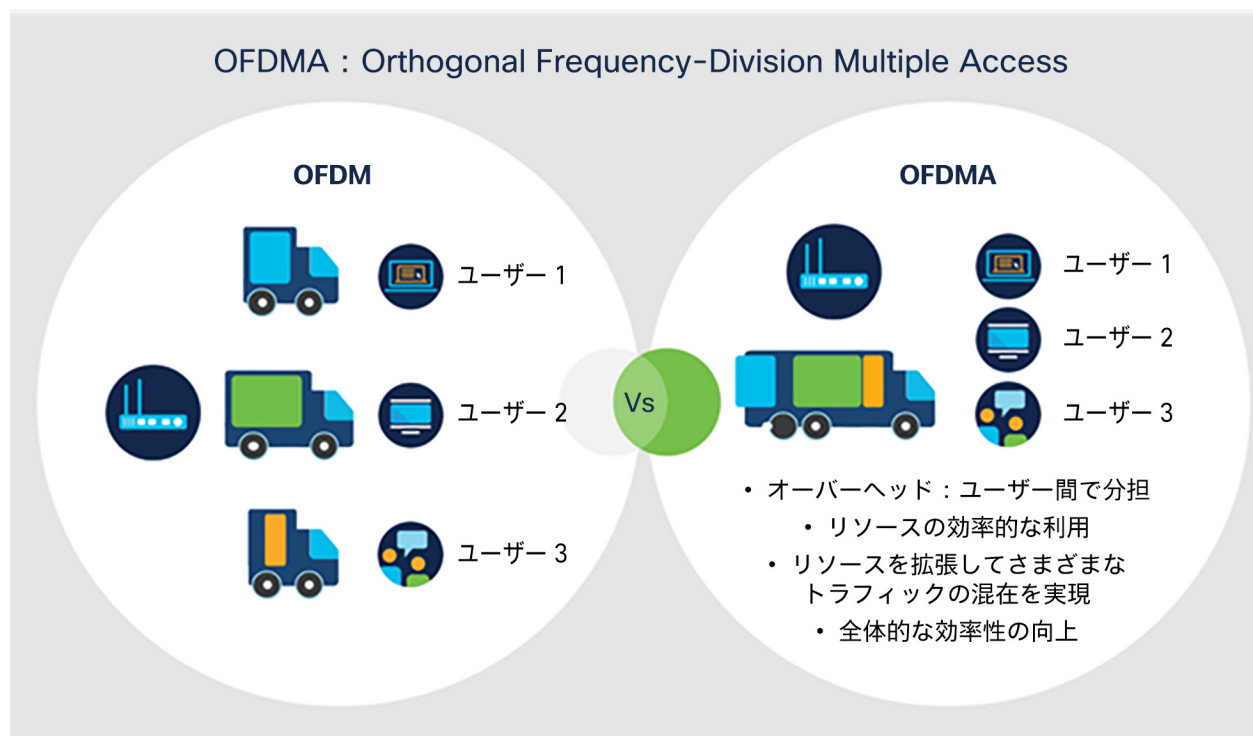 OFDMA : Orthogonal Frequency-Division Multiple Access
OFDM
ユーザー 1
ユーザー 2
ユーザー 3
Vs
OFDMA
ユーザー 1
ユーザー 2
ユーザー 3
• オーバーヘッド : ユーザー間で分担
• リソースの効率的な利用
• リソースを拡張してさまざまな
トラフィックの混在を実現
• 全体的な効率性の向上